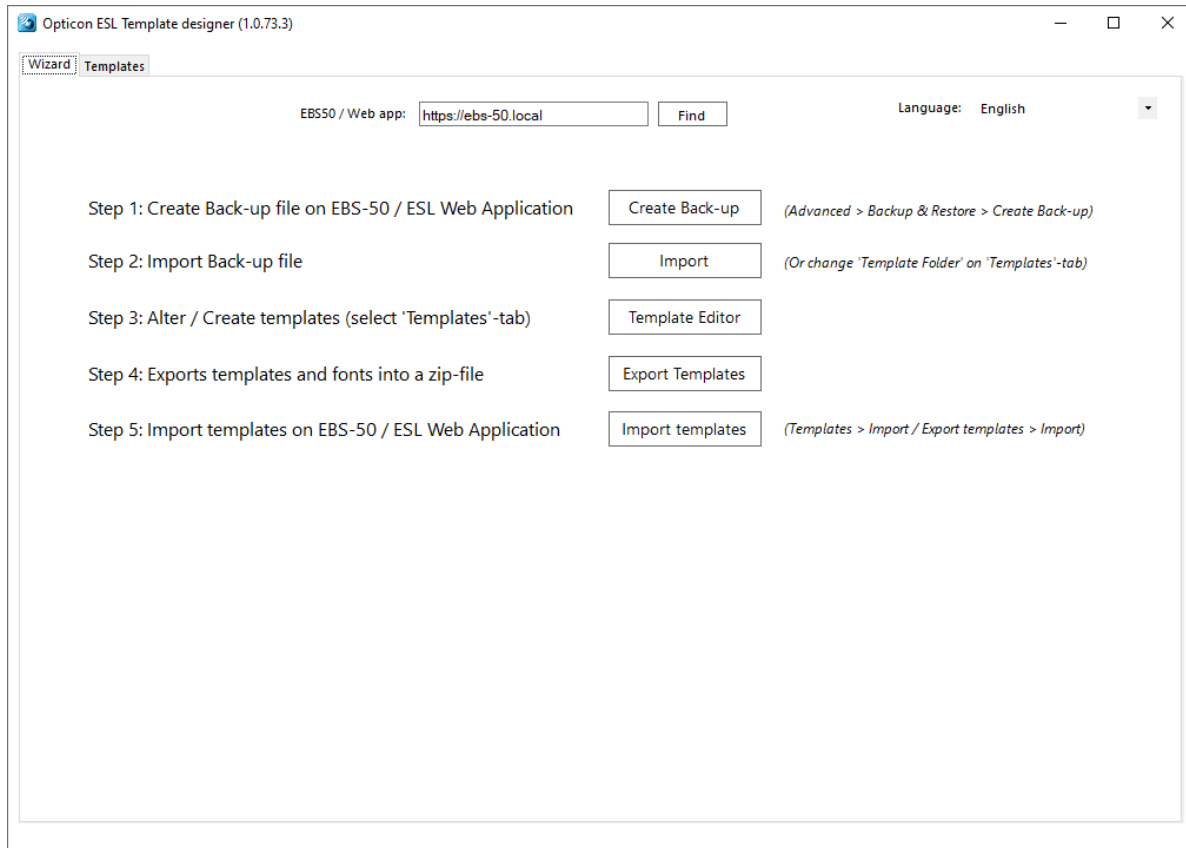 Opticon ESL Template designer (1.0.73.3)
Wizard Templates
EBS50 / Web app: https://ebs-50.local Find Language: English
Step 1: Create Back-up file on EBS-50 / ESL Web Application Create Back-up (Advanced > Backup & Restore > Create Back-up)
Step 2: Import Back-up file Import (Or change 'Template Folder' on 'Templates'-tab)
Step 3: Alter / Create templates (select 'Templates'-tab) Template Editor
Step 4: Exports templates and fonts into a zip-file Export Templates
Step 5: Import templates on EBS-50 / ESL Web Application Import templates (Templates > Import / Export templates > Import)